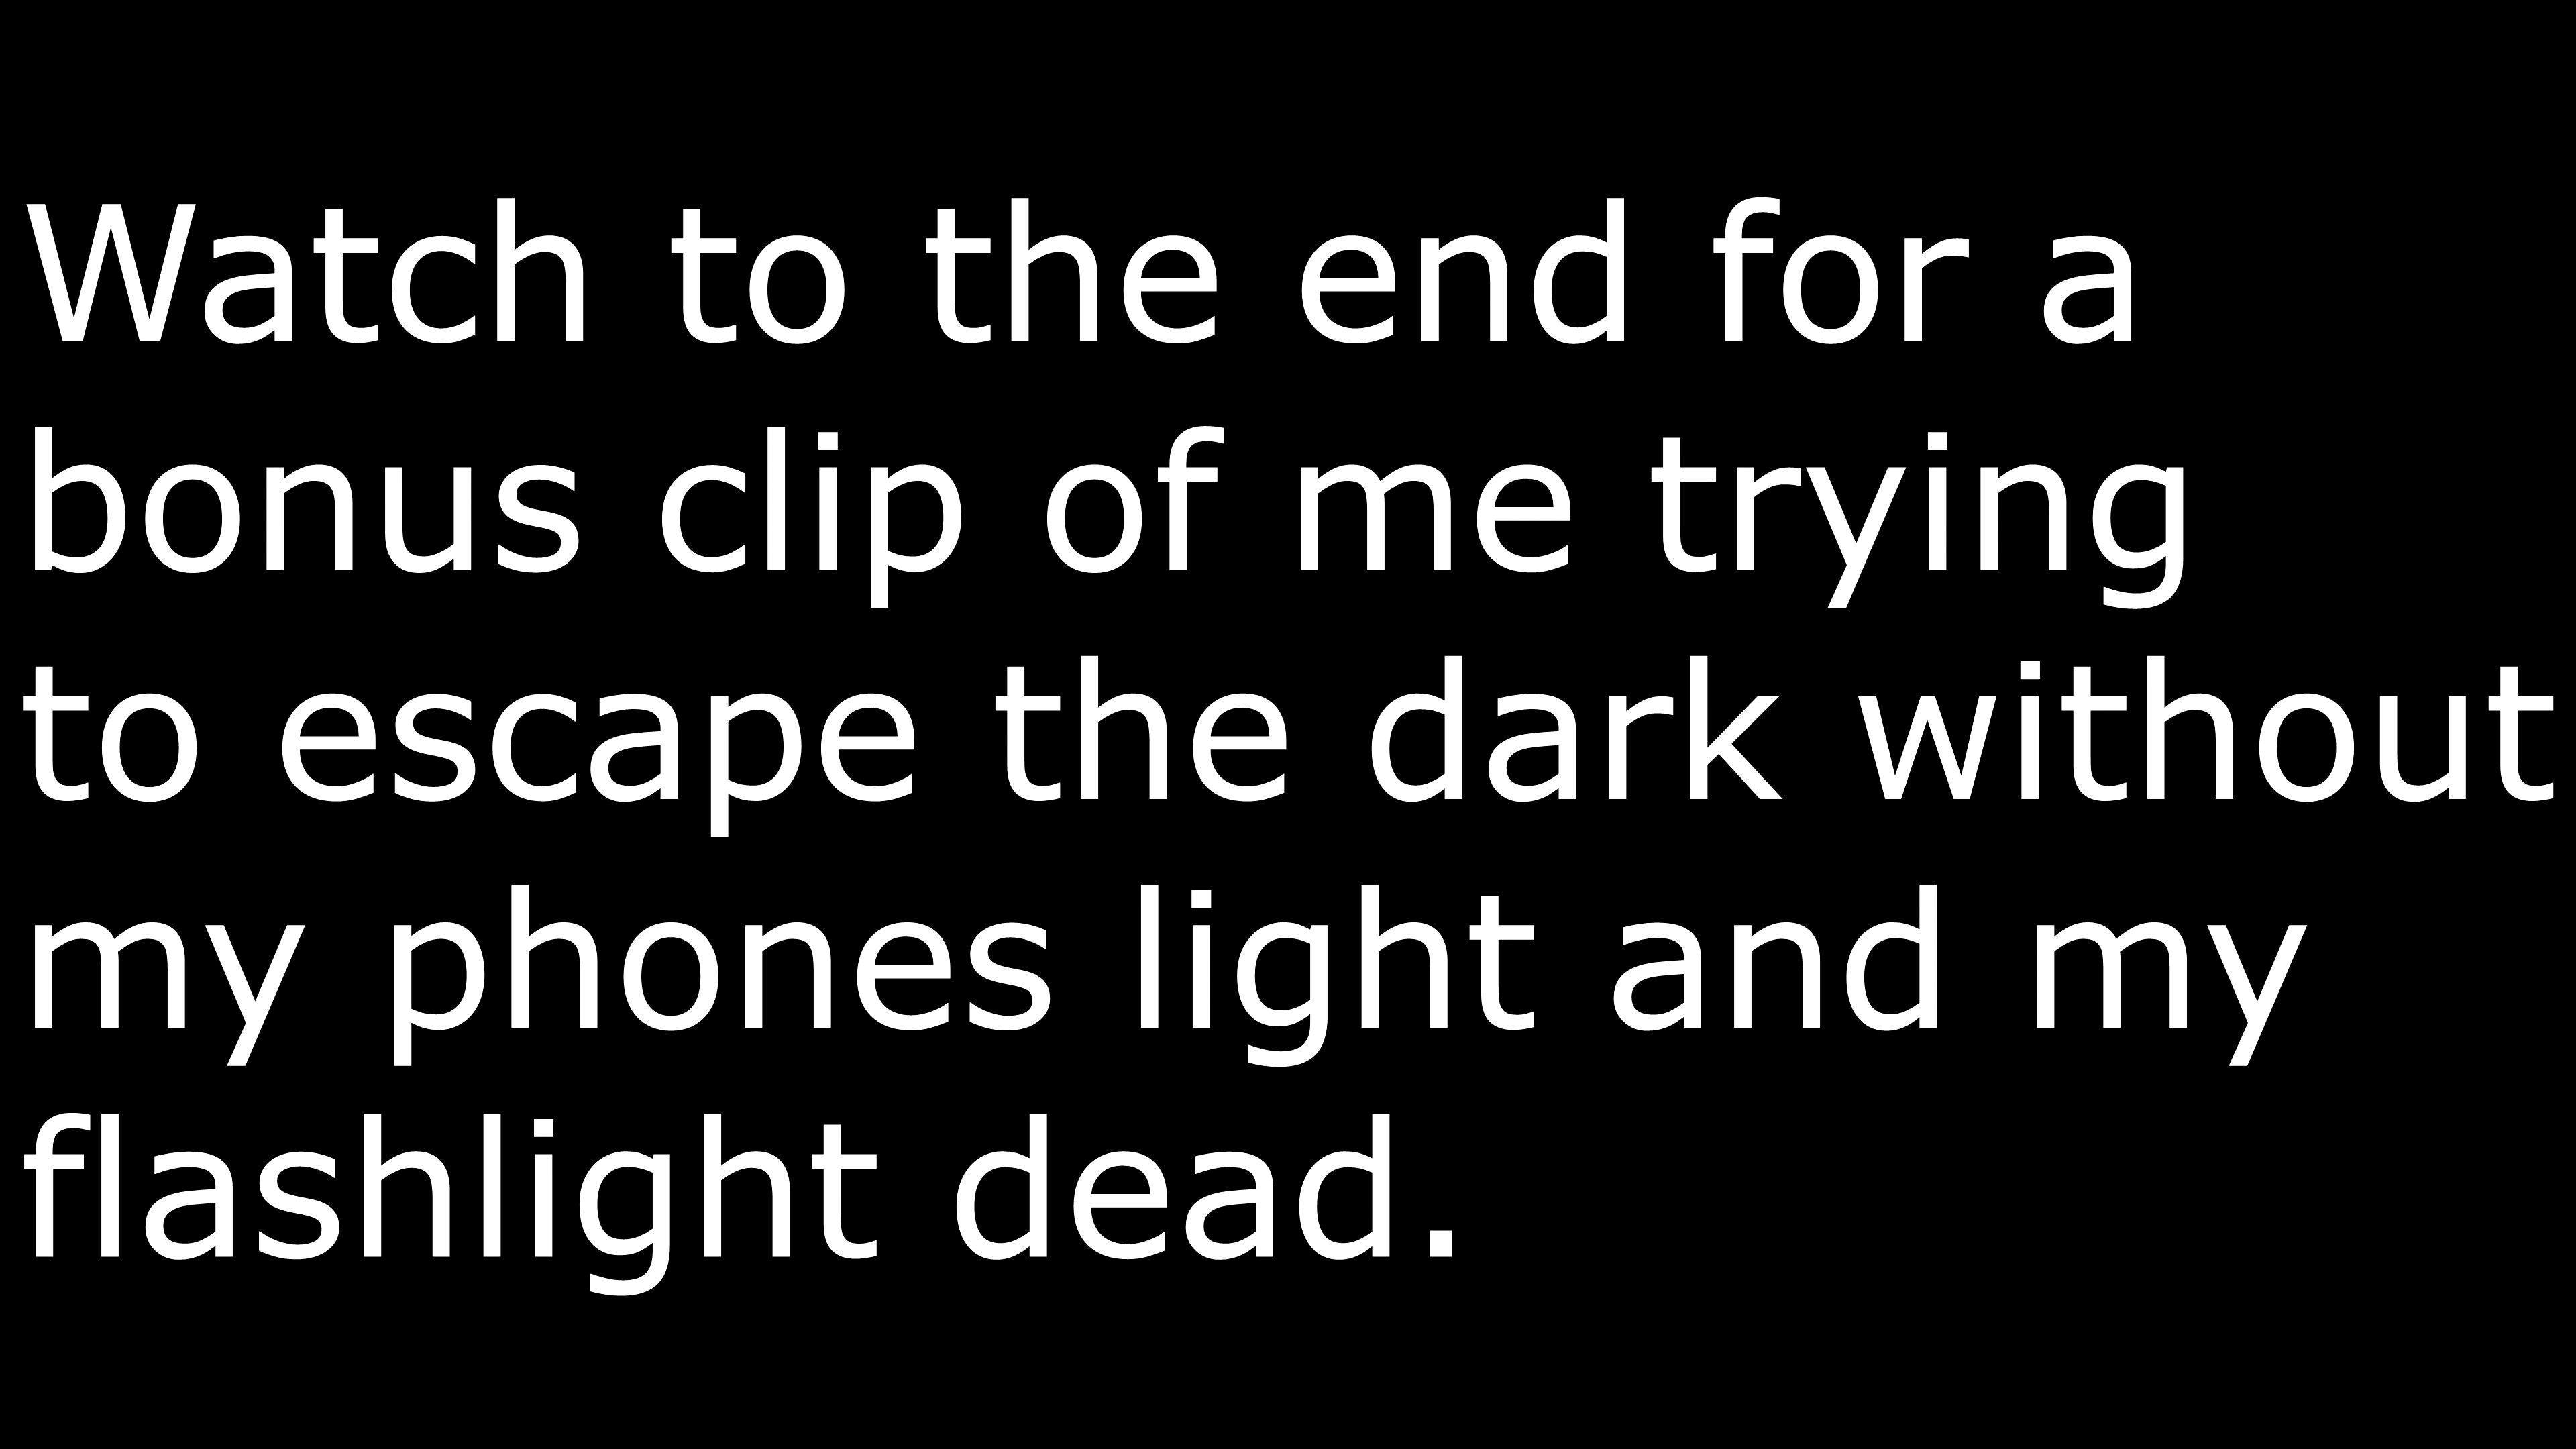 Watch to the end for a
bonus clip of me trying
to escape the dark without
my phones light and my
flashlight dead.